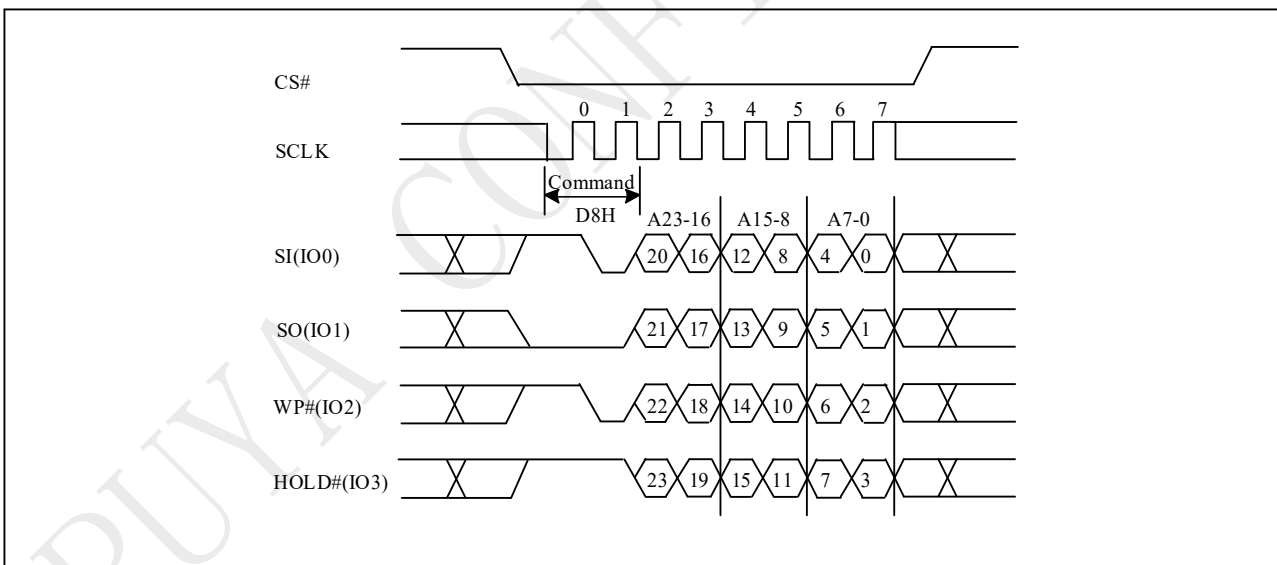 CS#
0 1 2 3 4 5 6 7
SCLK
Command
D8H
A23-16 A15-8 A7-0
SI(IO0) 20 16 12 8 4 0
SO(IO1) 21 17 13 9 5 1
WP#(IO2) 22 18 14 10 6 2
HOLD#(IO3) 23 19 15 11 7 3
PUYA CONF